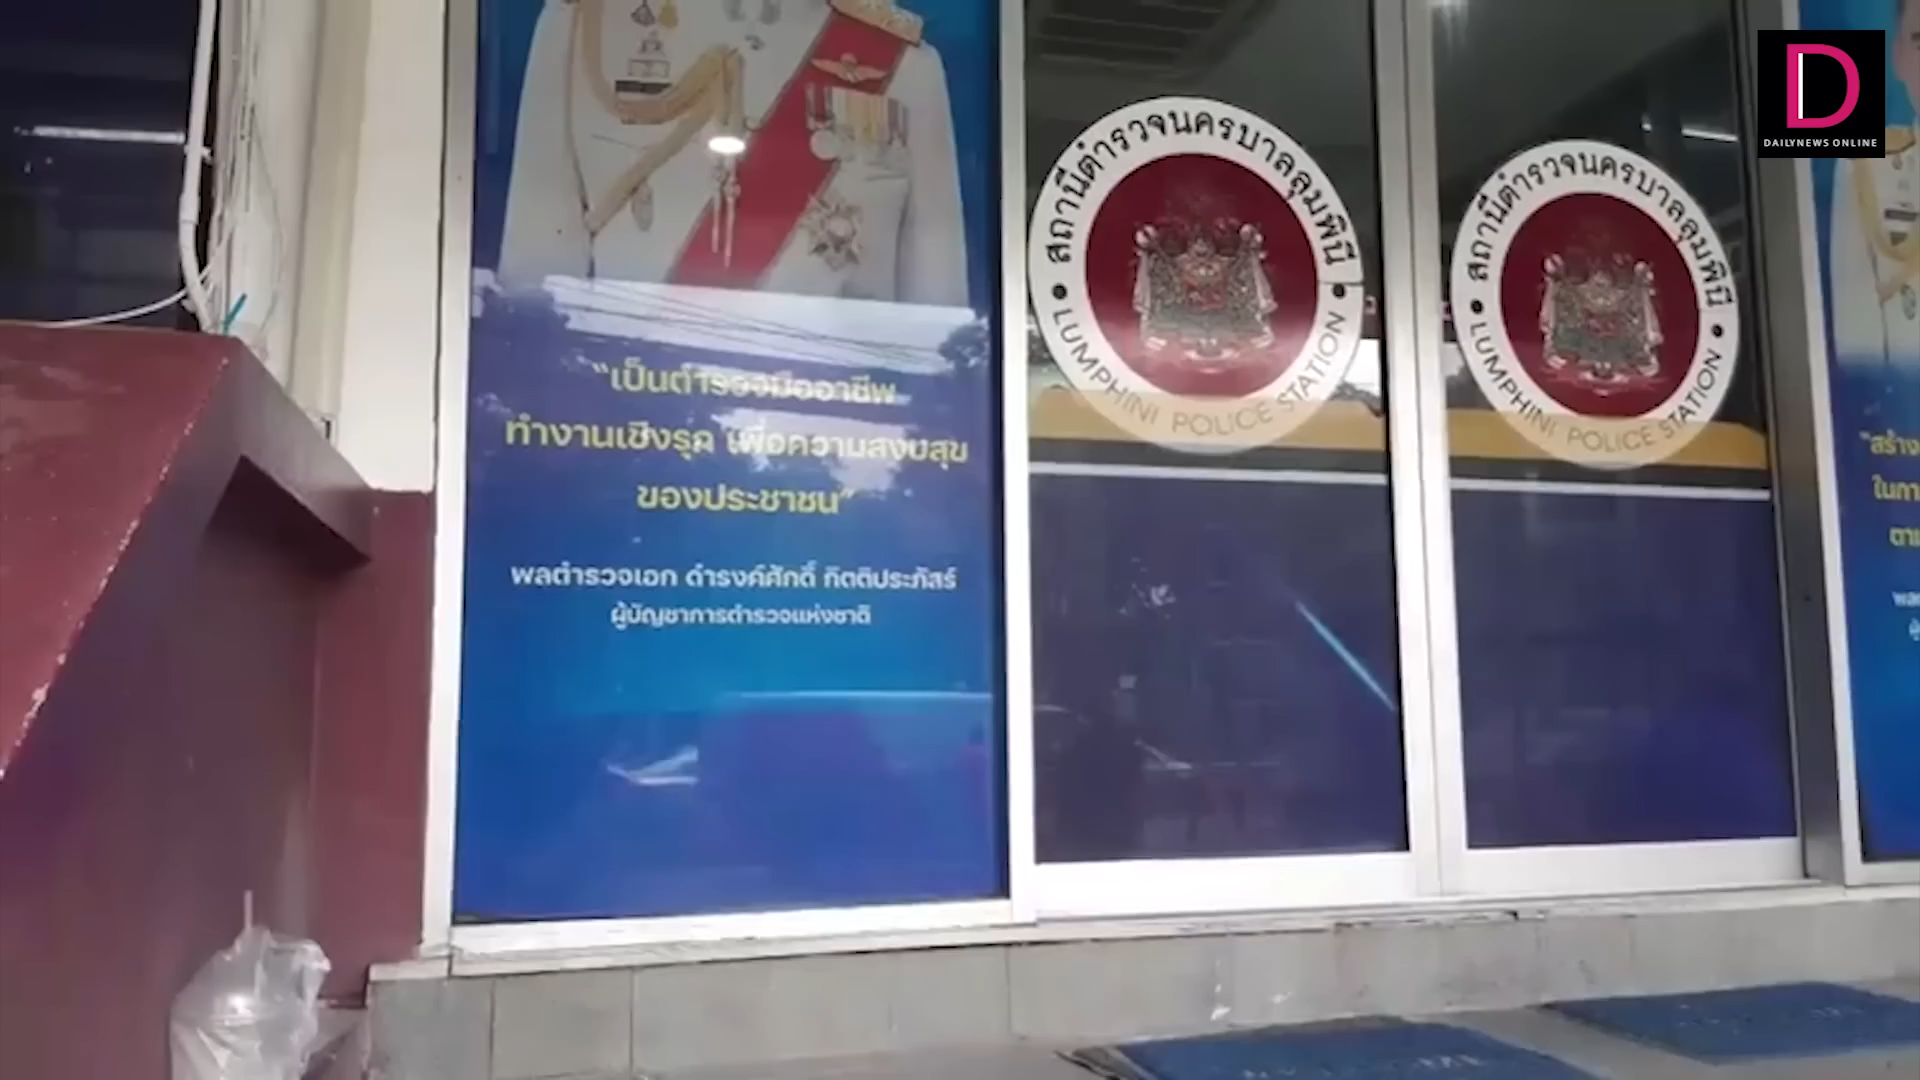 “เป็นตำรวจมืออาชีพ
ทำงานเชิงรุก เพื่อความสงบสุข
ของประชาชน”
พลตำรวจเอก ดำรงค์ศักดิ์ กิตติประภัสร์
ผู้บัญชาการตำรวจแห่งชาติ
สถานีตำรวจนครบาลลุมพินี
LUMPHINI POLICE STATION
สถานีตำรวจนครบาลลุมพินี
LUMPHINI POLICE STATION
D
DAILYNEWS ONLINE
“สร้าง